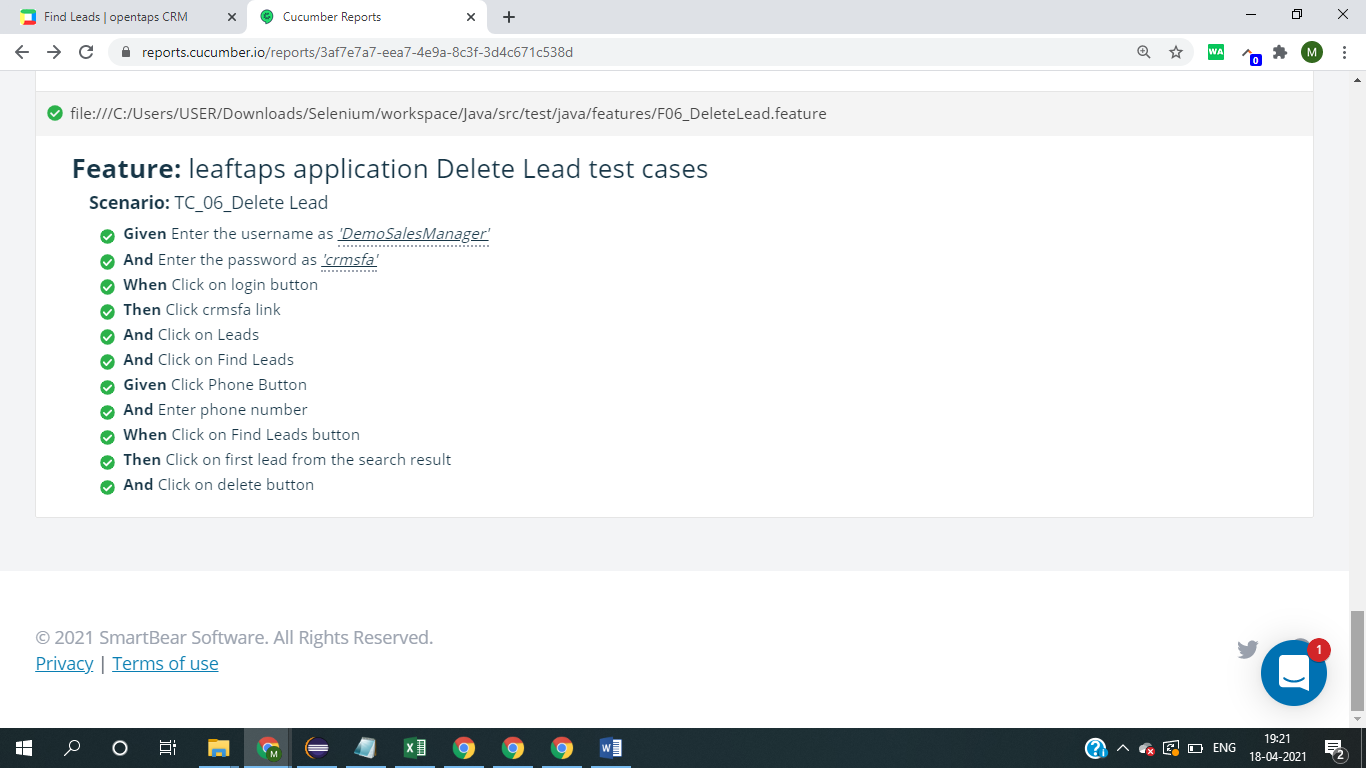 Find Leads | opentaps CRM
Cucumber Reports
reports.cucumber.io/reports/3af7e7a7-eea7-4e9a-8c3f-3d4c671c538d
WA
0
M
file:///C:/Users/USER/Downloads/Selenium/workspace/Java/src/test/java/features/F06_DeleteLead.feature
Feature: leaftaps application Delete Lead test cases
Scenario: TC_06_Delete Lead
Given Enter the username as 'DemoSalesManager'
And Enter the password as 'crmsfa'
When Click on login button
Then Click crmsfa link
And Click on Leads
And Click on Find Leads
Given Click Phone Button
And Enter phone number
When Click on Find Leads button
Then Click on first lead from the search result
And Click on delete button
© 2021 SmartBear Software. All Rights Reserved.
Privacy | Terms of use
1
M
ENG
19:21
18-04-2021
2